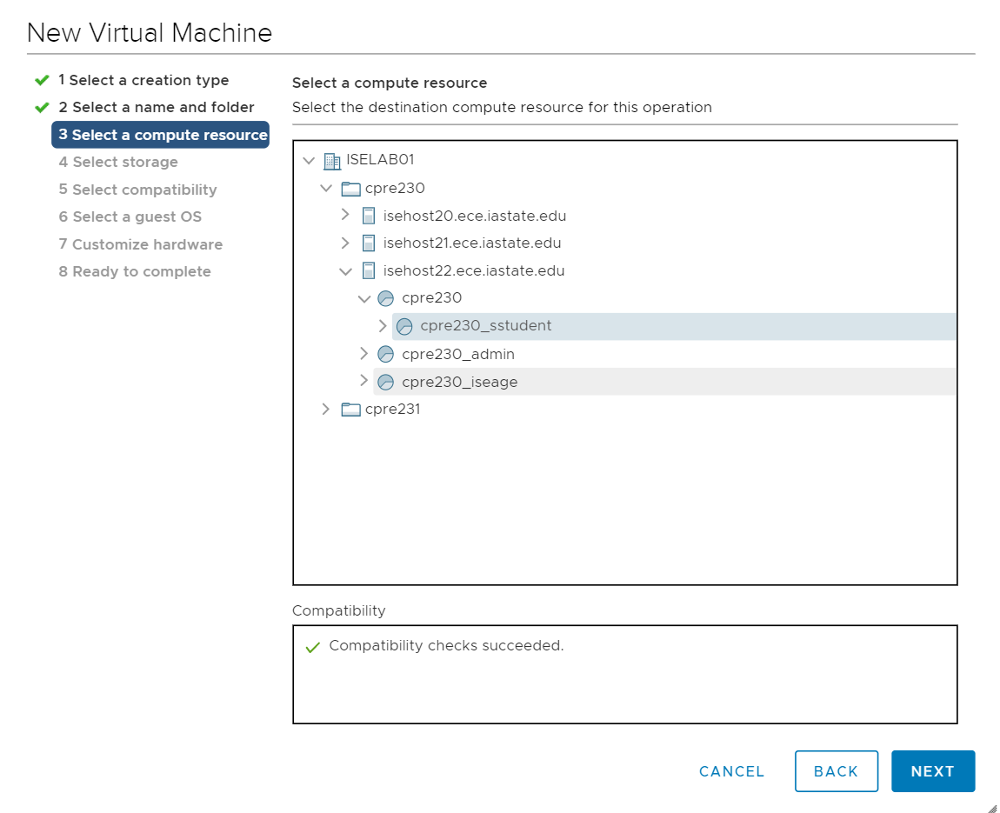 New Virtual Machine
1 Select a creation type
2 Select a name and folder
3 Select a compute resource
4 Select storage
5 Select compatibility
6 Select a guest OS
7 Customize hardware
8 Ready to complete
Select a compute resource
Select the destination compute resource for this operation
ISELAB01
cpre230
isehost20.ece.iastate.edu
isehost21.ece.iastate.edu
isehost22.ece.iastate.edu
cpre230
cpre230_sstudent
cpre230_admin
cpre230_iseage
cpre231
Compatibility
Compatibility checks succeeded.
CANCEL BACK NEXT